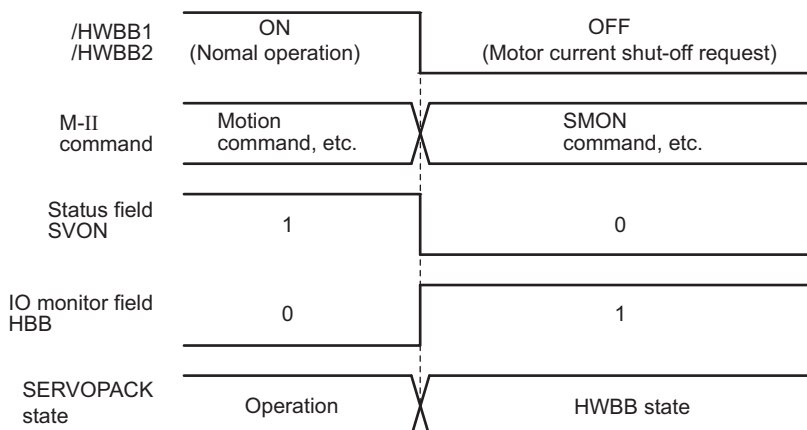 /HWBB1
/HWBB2
ON
(Nomal operation)
OFF
(Motor current shut-off request)
M-II
command
Motion
command, etc.
SMON
command, etc.
Status field
SVON
1
0
IO monitor field
HBB
0
1
SERVOPACK
state
Operation
HWBB state